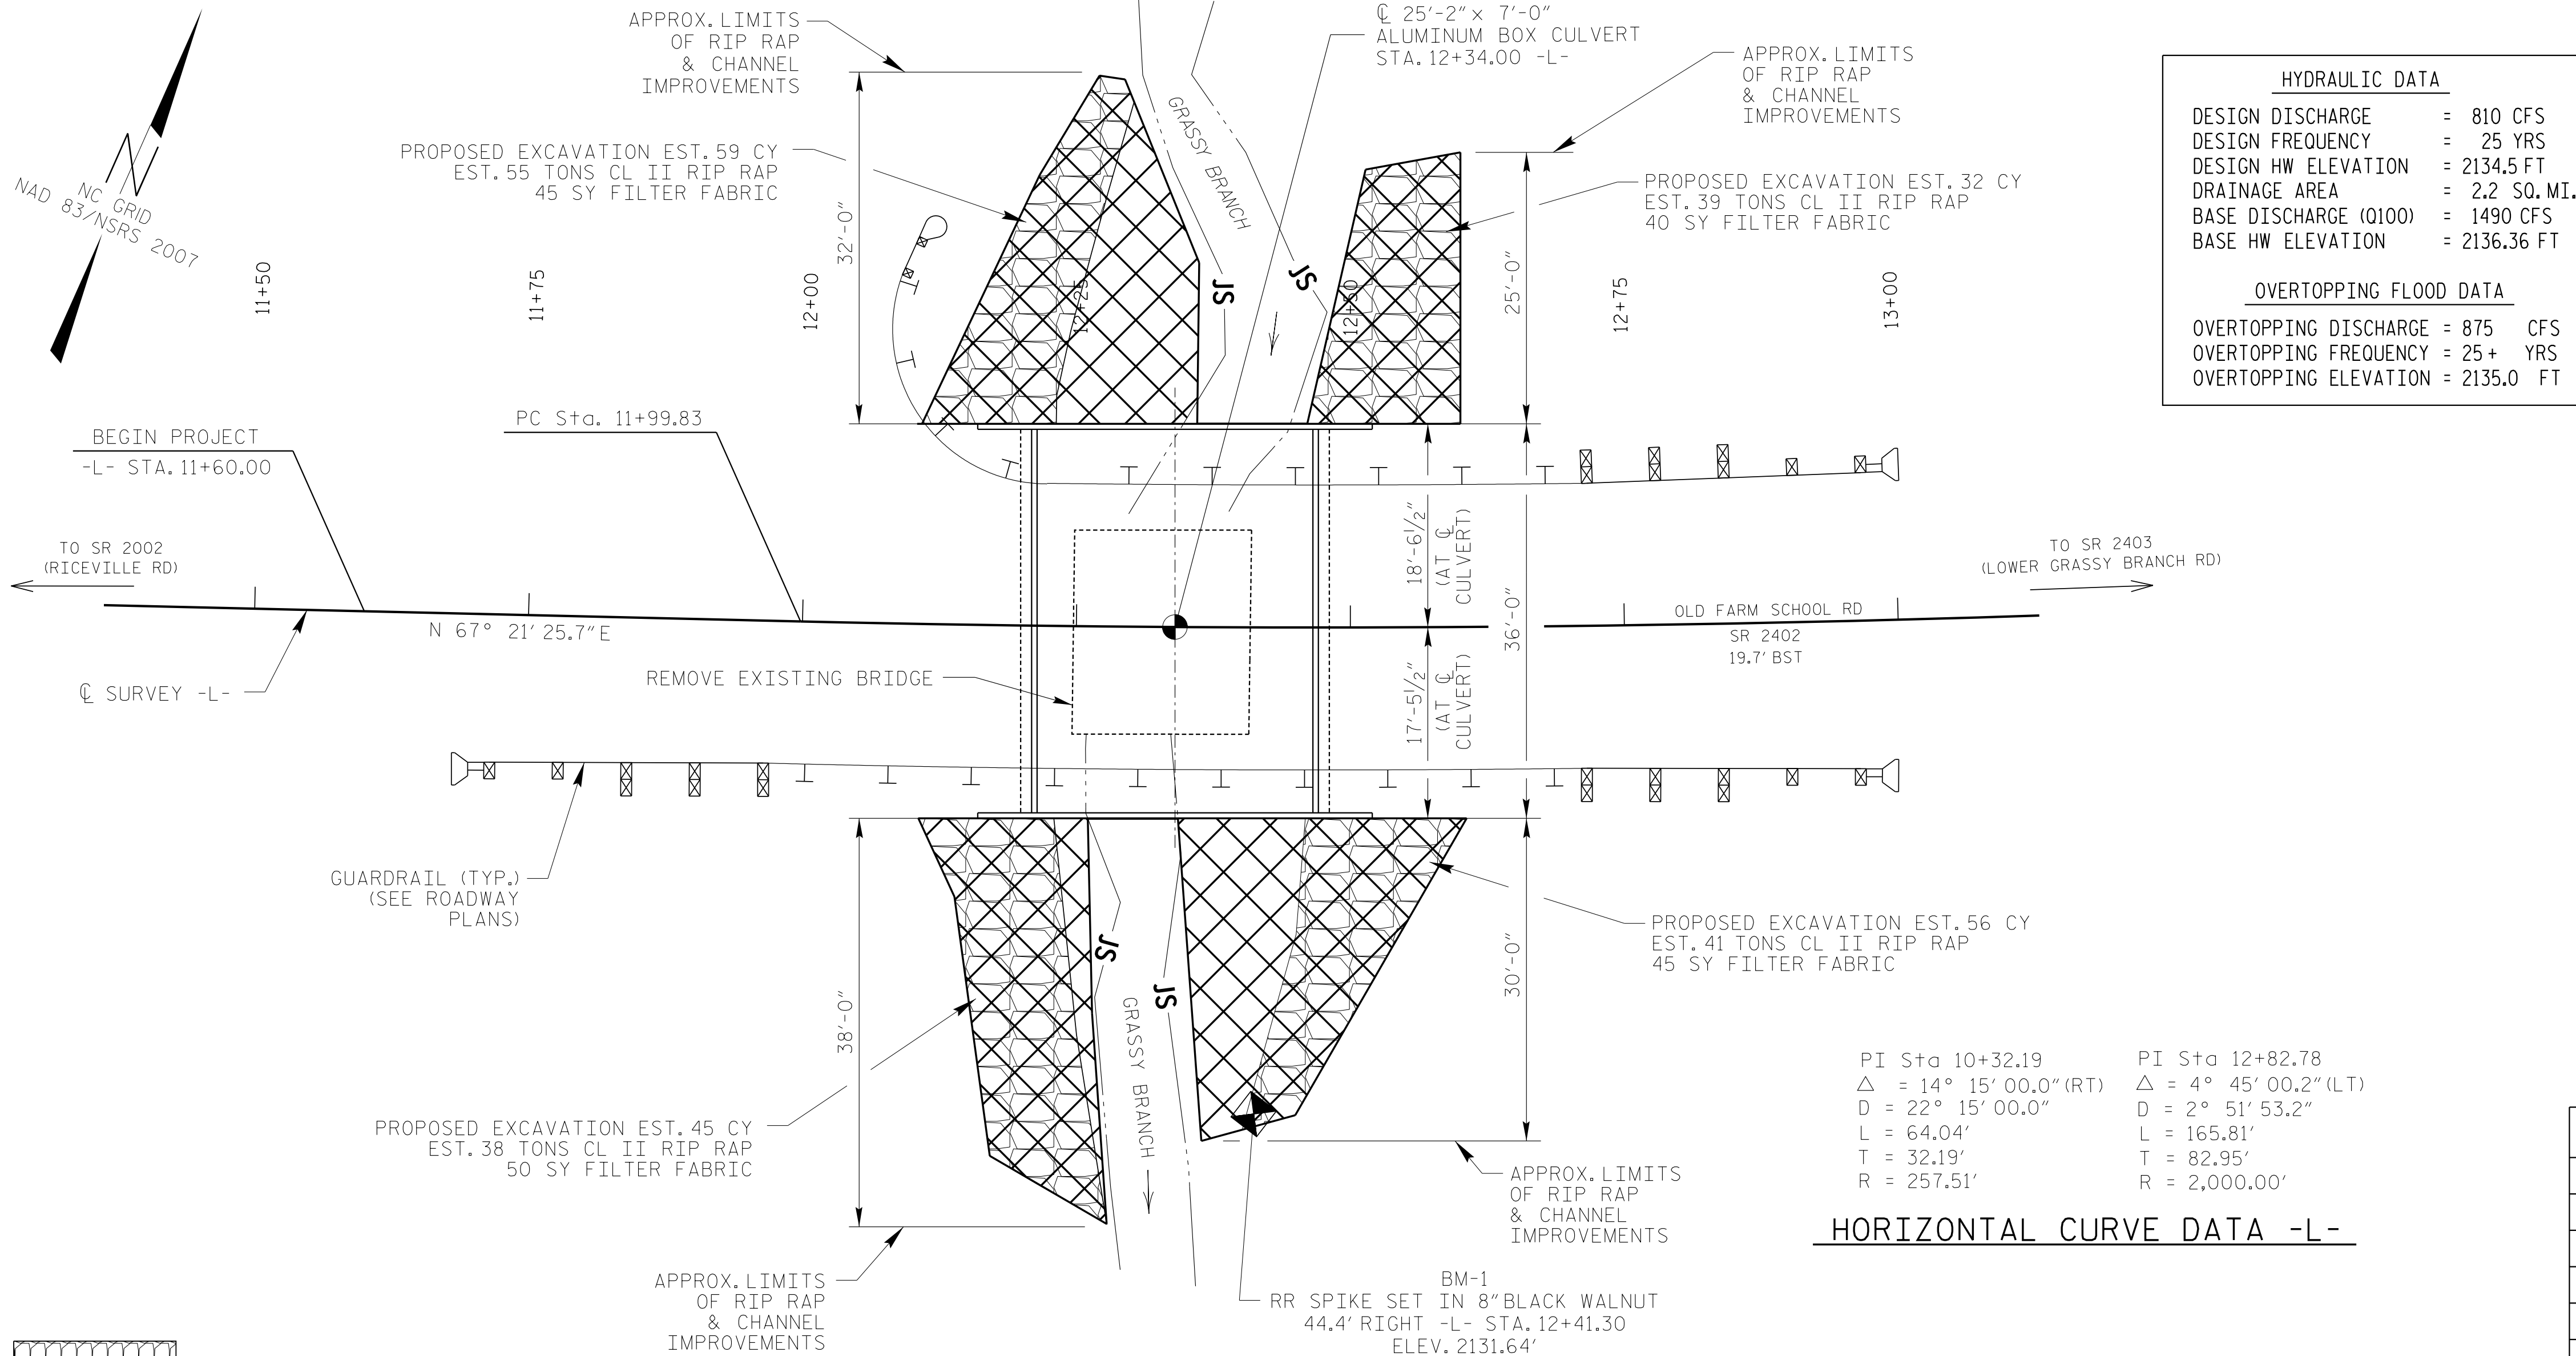 APPROX. LIMITS
OF RIP RAP
& CHANNEL
IMPROVEMENTS
℄ 25'-2" x 7'-0"
ALUMINUM BOX CULVERT
STA. 12+34.00 -L-
APPROX. LIMITS
OF RIP RAP
& CHANNEL
IMPROVEMENTS
HYDRAULIC DATA
DESIGN DISCHARGE = 810 CFS
DESIGN FREQUENCY = 25 YRS
DESIGN HW ELEVATION = 2134.5 FT
DRAINAGE AREA = 2.2 SQ. MI.
BASE DISCHARGE (Q100) = 1490 CFS
BASE HW ELEVATION = 2136.36 FT
OVERTOPPING FLOOD DATA
OVERTOPPING DISCHARGE = 875 CFS
OVERTOPPING FREQUENCY = 25+ YRS
OVERTOPPING ELEVATION = 2135.0 FT
PROPOSED EXCAVATION EST. 59 CY
EST. 55 TONS CL II RIP RAP
45 SY FILTER FABRIC
PROPOSED EXCAVATION EST. 32 CY
EST. 39 TONS CL II RIP RAP
40 SY FILTER FABRIC
NC GRID
NAD 83/NSRS 2007
GRASSY BRANCH
JS
JS
32'-0"
25'-0"
11+50
11+75
12+00
12+25
12+50
12+75
13+00
BEGIN PROJECT
-L- STA. 11+60.00
PC Sta. 11+99.83
TO SR 2002
(RICEVILLE RD)
TO SR 2403
(LOWER GRASSY BRANCH RD)
18'-6 1/2"
(AT ℄
CULVERT)
36'-0"
17'-5 1/2"
(AT ℄
CULVERT)
OLD FARM SCHOOL RD
SR 2402
19.7' BST
N 67° 21' 25.7" E
REMOVE EXISTING BRIDGE
℄ SURVEY -L-
GUARDRAIL (TYP.)
(SEE ROADWAY
PLANS)
PROPOSED EXCAVATION EST. 56 CY
EST. 41 TONS CL II RIP RAP
45 SY FILTER FABRIC
JS
JS
GRASSY BRANCH
38'-0"
30'-0"
PROPOSED EXCAVATION EST. 45 CY
EST. 38 TONS CL II RIP RAP
50 SY FILTER FABRIC
PI Sta 10+32.19
△ = 14° 15' 00.0" (RT)
D = 22° 15' 00.0"
L = 64.04'
T = 32.19'
R = 257.51'
PI Sta 12+82.78
△ = 4° 45' 00.2" (LT)
D = 2° 51' 53.2"
L = 165.81'
T = 82.95'
R = 2,000.00'
HORIZONTAL CURVE DATA -L-
APPROX. LIMITS
OF RIP RAP
& CHANNEL
IMPROVEMENTS
APPROX. LIMITS
OF RIP RAP
& CHANNEL
IMPROVEMENTS
BM-1
RR SPIKE SET IN 8" BLACK WALNUT
44.4' RIGHT -L- STA. 12+41.30
ELEV. 2131.64'